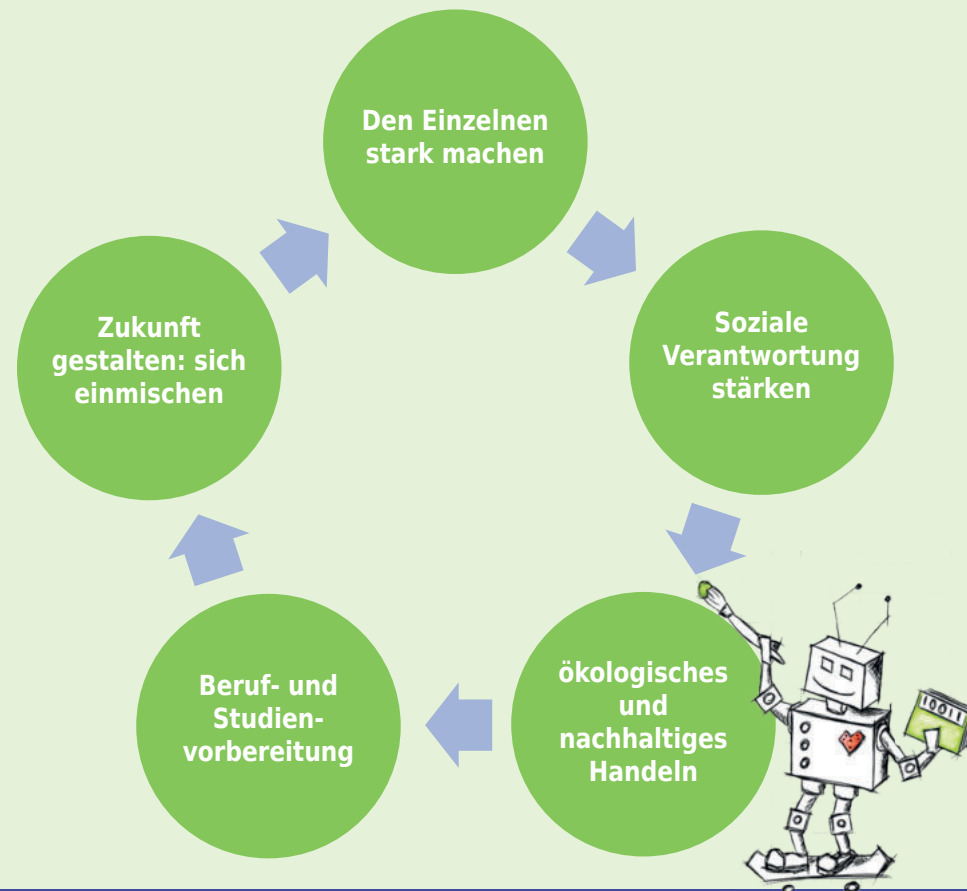 Den Einzelnen
stark machen
Soziale
Verantwortung
stärken
ökologisches
und
nachhaltiges
Handeln
Beruf- und
Studien-
vorbereitung
Zukunft
gestalten: sich
einmischen
10011